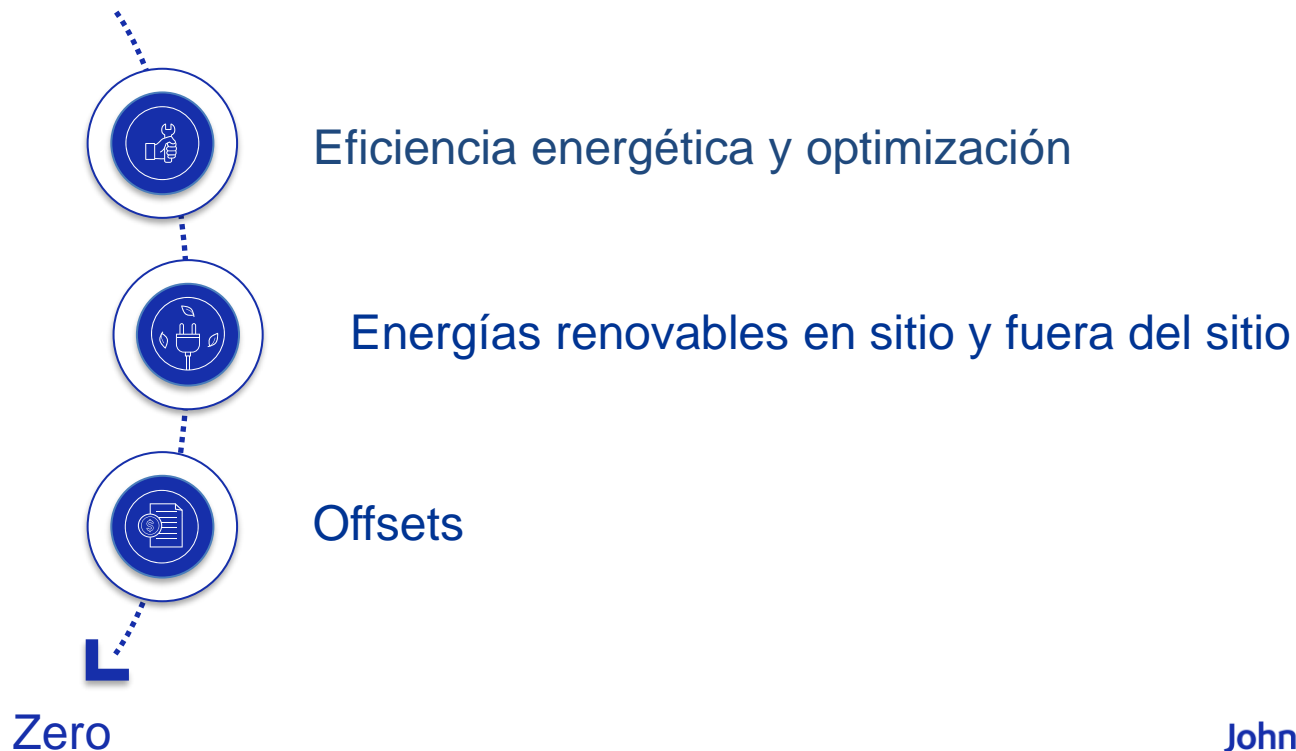 Eficiencia energética y optimización
Energías renovables en sitio y fuera del sitio
$
Offsets
Zero
John